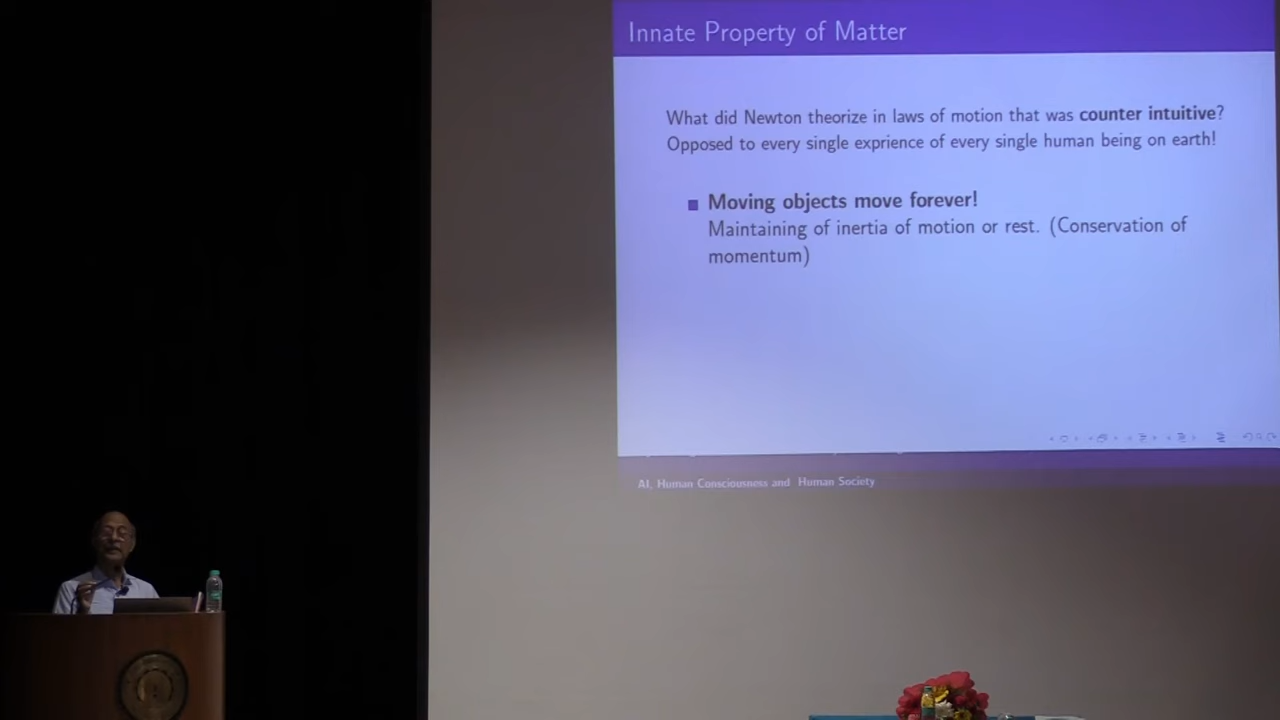 Innate Property of Matter
What did Newton theorize in laws of motion that was counter intuitive?
Opposed to every single exprience of every single human being on earth!
Moving objects move forever!
Maintaining of inertia of motion or rest. (Conservation of
momentum)
AI, Human Consciousness and Human Society